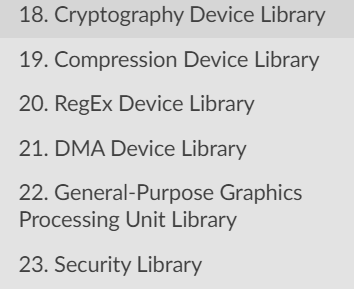 18. Cryptography Device Library
19. Compression Device Library
20. RegEx Device Library
21. DMA Device Library
22. General-Purpose Graphics
Processing Unit Library
23. Security Library